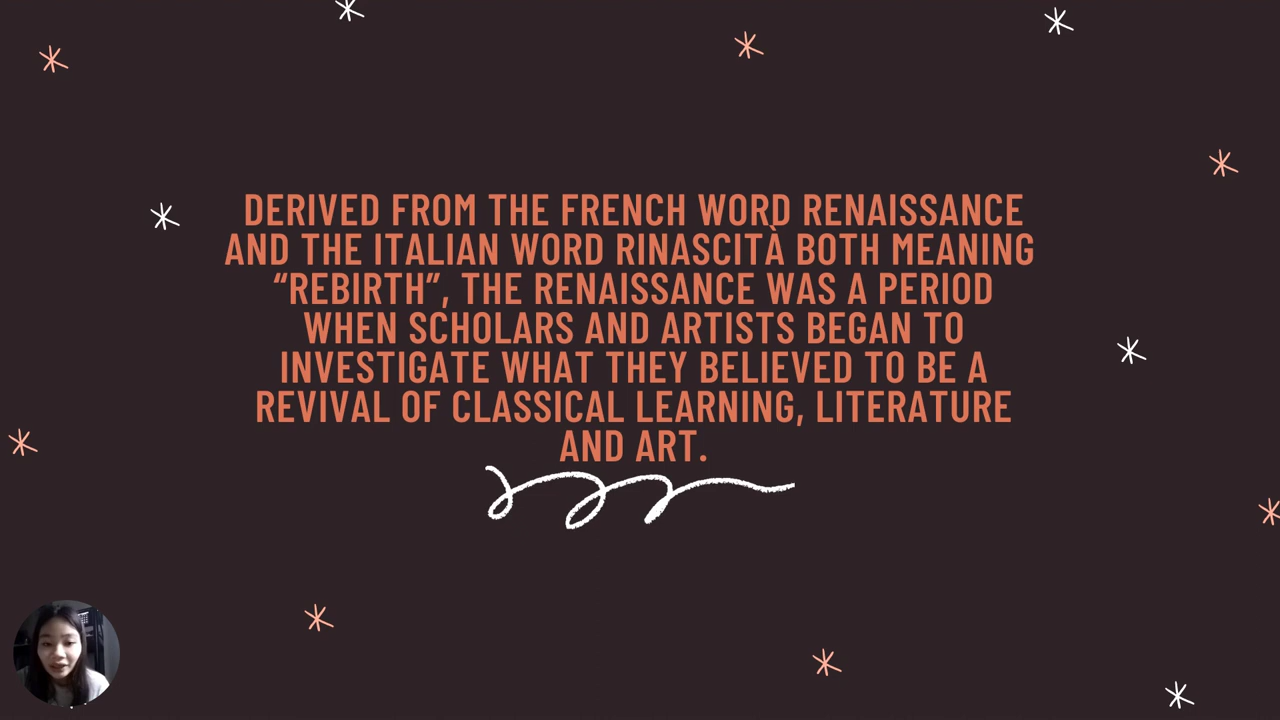 DERIVED FROM THE FRENCH WORD RENAISSANCE
AND THE ITALIAN WORD RINASCITÀ BOTH MEANING
“REBIRTH”, THE RENAISSANCE WAS A PERIOD
WHEN SCHOLARS AND ARTISTS BEGAN TO
INVESTIGATE WHAT THEY BELIEVED TO BE A
REVIVAL OF CLASSICAL LEARNING, LITERATURE
AND ART.